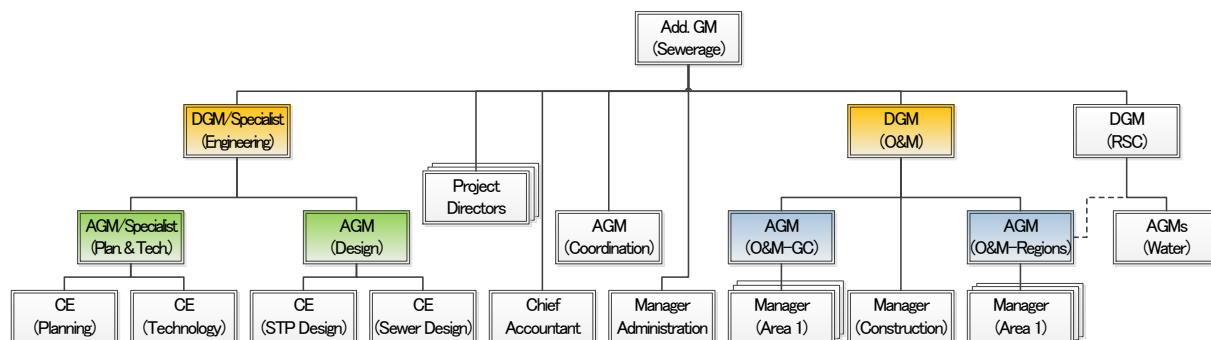 Add. GM
(Sewerage)
DGM/Specialist
(Engineering)
DGM
(O&M)
DGM
(RSC)
Project
Directors
AGM/Specialist
(Plan. & Tech.)
AGM
(Design)
AGM
(Coordination)
AGM
(O&M-GC)
AGM
(O&M-Regions)
AGMs
(Water)
CE
(Planning)
CE
(Technology)
CE
(STP Design)
CE
(Sewer Design)
Chief
Accountant
Manager
Administration
Manager
(Area 1)
Manager
(Construction)
Manager
(Area 1)